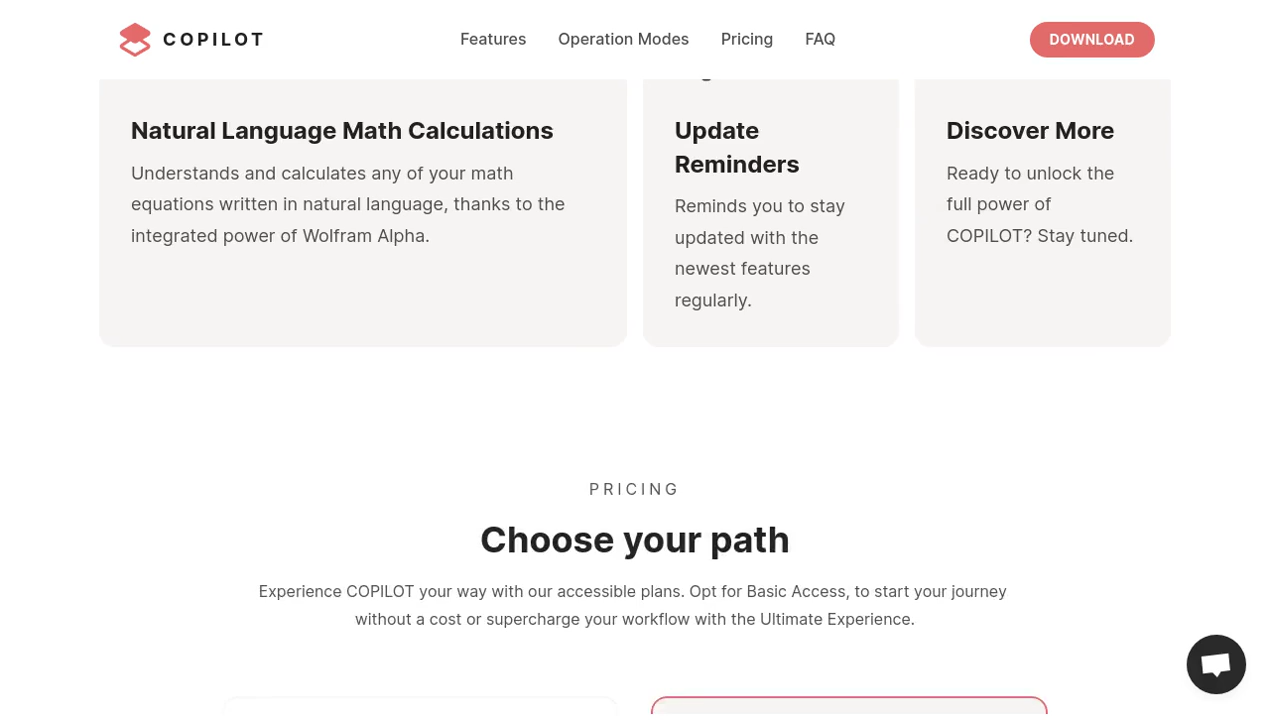 COPILOT
Features
Operation Modes
Pricing
FAQ
DOWNLOAD
Natural Language Math Calculations
Understands and calculates any of your math
equations written in natural language, thanks to the
integrated power of Wolfram Alpha.
Update
Reminders
Reminds you to stay
updated with the
newest features
regularly.
Discover More
Ready to unlock the
full power of
COPILOT? Stay tuned.
PRICING
Choose your path
Experience COPILOT your way with our accessible plans. Opt for Basic Access, to start your journey
without a cost or supercharge your workflow with the Ultimate Experience.